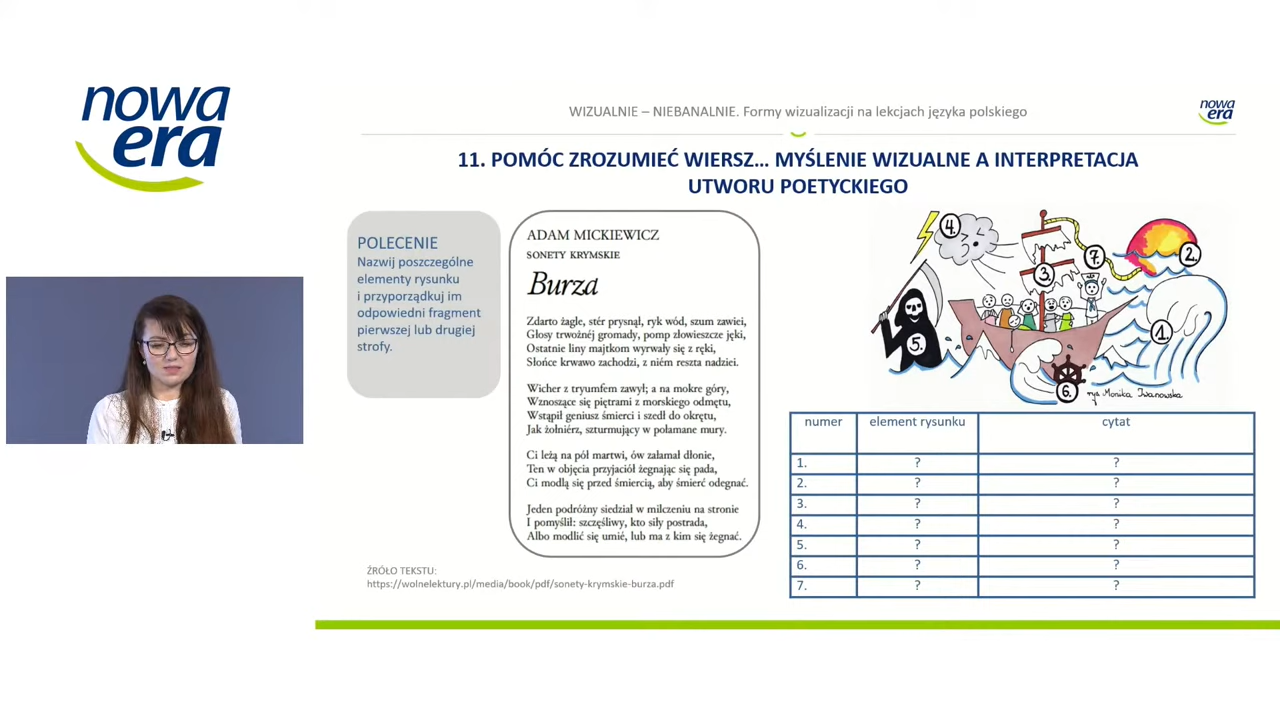 nowa
era
WIZUALNIE – NIEBANALNIE. Formy wizualizacji na lekcjach języka polskiego
nowa
era
11. POMÓC ZROZUMIEĆ WIERSZ... MYŚLENIE WIZUALNE A INTERPRETACJA
UTWORU POETYCKIEGO
POLECENIE
Nazwij poszczególne
elementy rysunku
i przyporządkuj im
odpowiedni fragment
pierwszej lub drugiej
strofy.
ADAM MICKIEWICZ
SONETY KRYMSKIE
Burza
Zdarto żagle, stér prysnął, ryk wód, szum zawiei,
Głosy trwożnéj gromady, pomp złowieszcze jęki,
Ostatnie liny majtkom wyrwały się z ręki,
Słońce krwawo zachodzi, z niém reszta nadziei.
Wicher z tryumfem zawył; a na mokre góry,
Wznoszące się piętrami z morskiego odmętu,
Wstąpił geniusz śmierci i szedł do okrętu,
Jak żołniérz, szturmujący w połamane mury.
Ci leżą na pół martwi, ów załamał dłonie,
Ten w objęcia przyjaciół żegnając się pada,
Ci modlą się przed śmiercią, aby śmierć odegnać.
Jeden podróżny siedział w milczeniu na stronie
I pomyślił: szczęśliwy, kto siły postrada,
Albo modlić się umié, lub ma z kim się żegnać.
ŹRÓŁO TEKSTU:
https://wolnelektury.pl/media/book/pdf/sonety-krymskie-burza.pdf
4.
2.
7.
3.
1.
5.
6.
rys. Monika Iwanowska
numer element rysunku cytat
1. ? ?
2. ? ?
3. ? ?
4. ? ?
5. ? ?
6. ? ?
7. ? ?